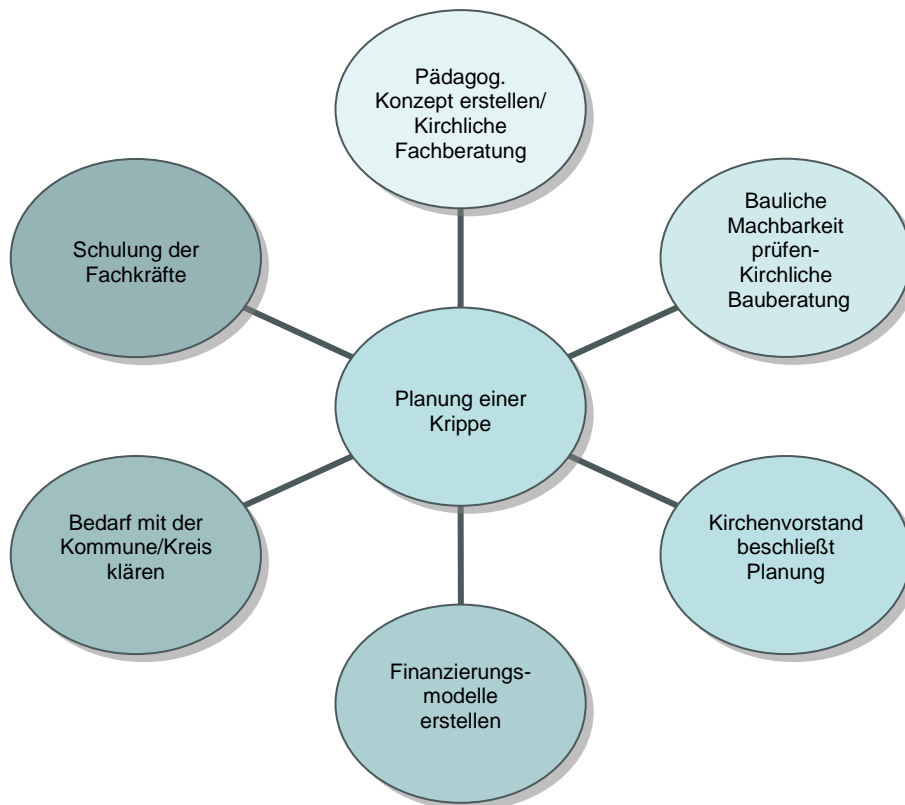 Pädagog.
Konzept erstellen/
Kirchliche
Fachberatung
Bauliche
Machbarkeit
prüfen-
Kirchliche
Bauberatung
Schulung der
Fachkräfte
Planung einer
Krippe
Bedarf mit der
Kommune/Kreis
klären
Kirchenvorstand
beschließt
Planung
Finanzierungs-
modelle
erstellen